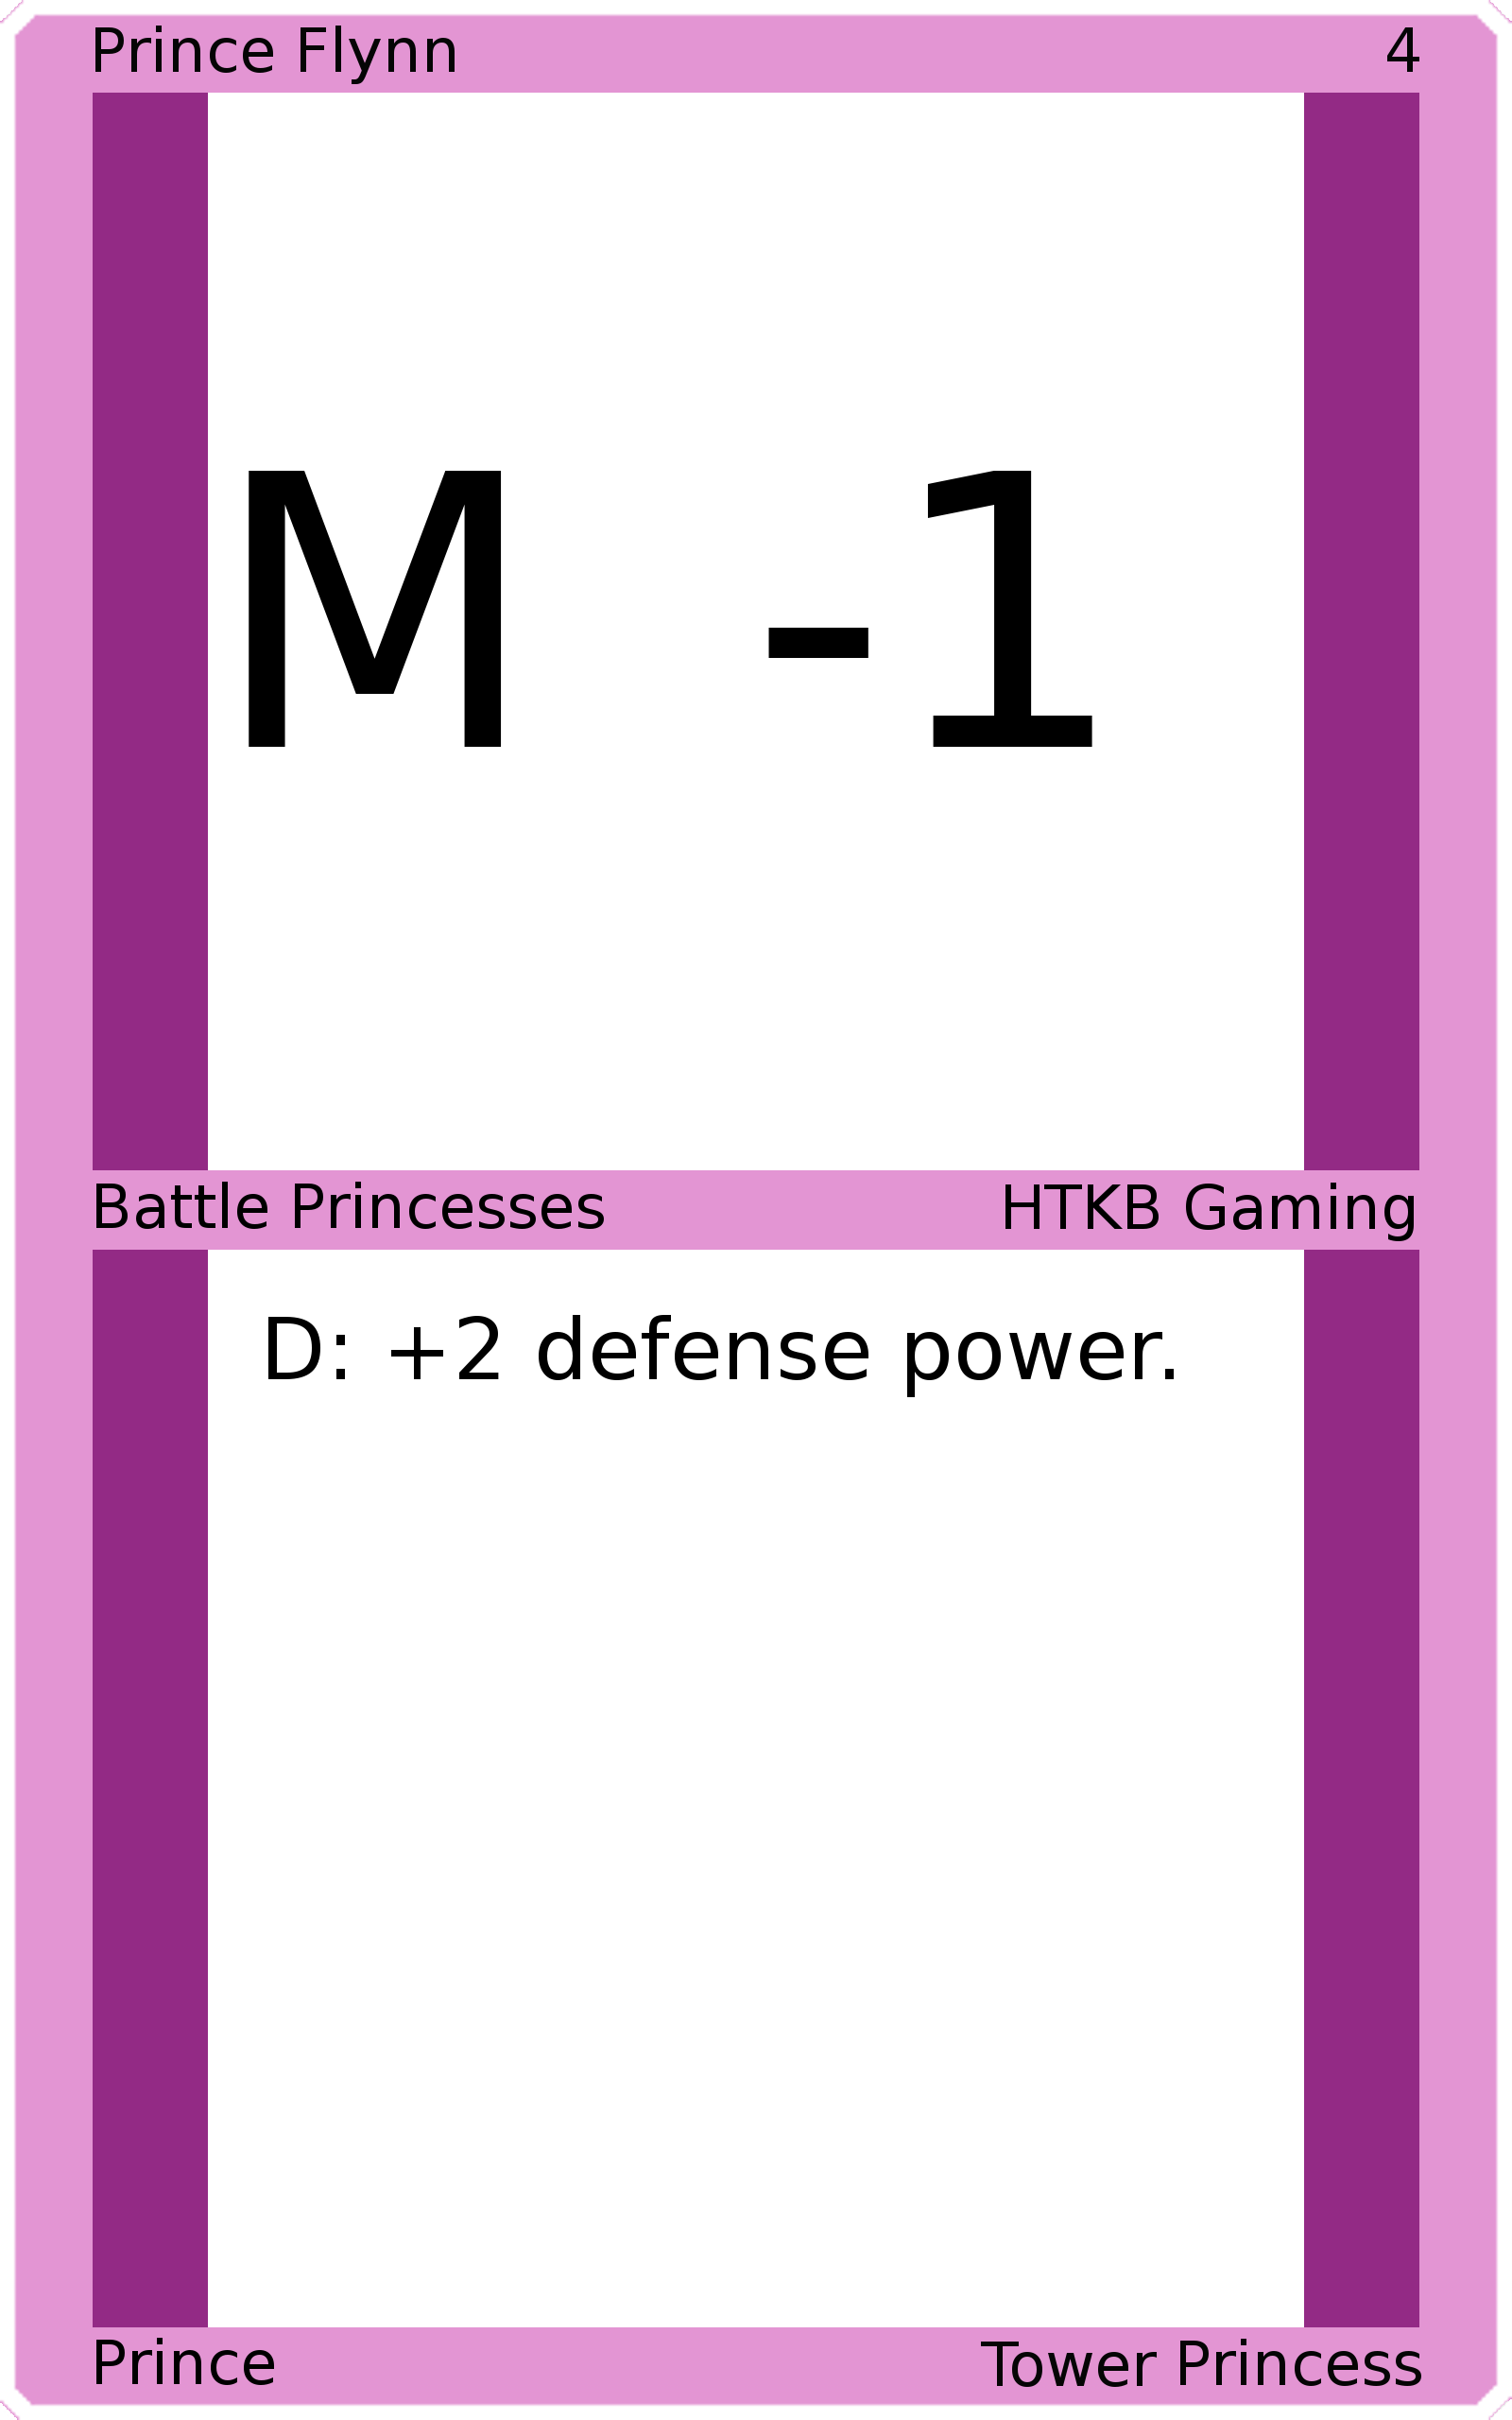 Prince Flynn 4
M -1
Battle Princesses HTKB Gaming
D: +2 defense power.
Prince Tower Princess